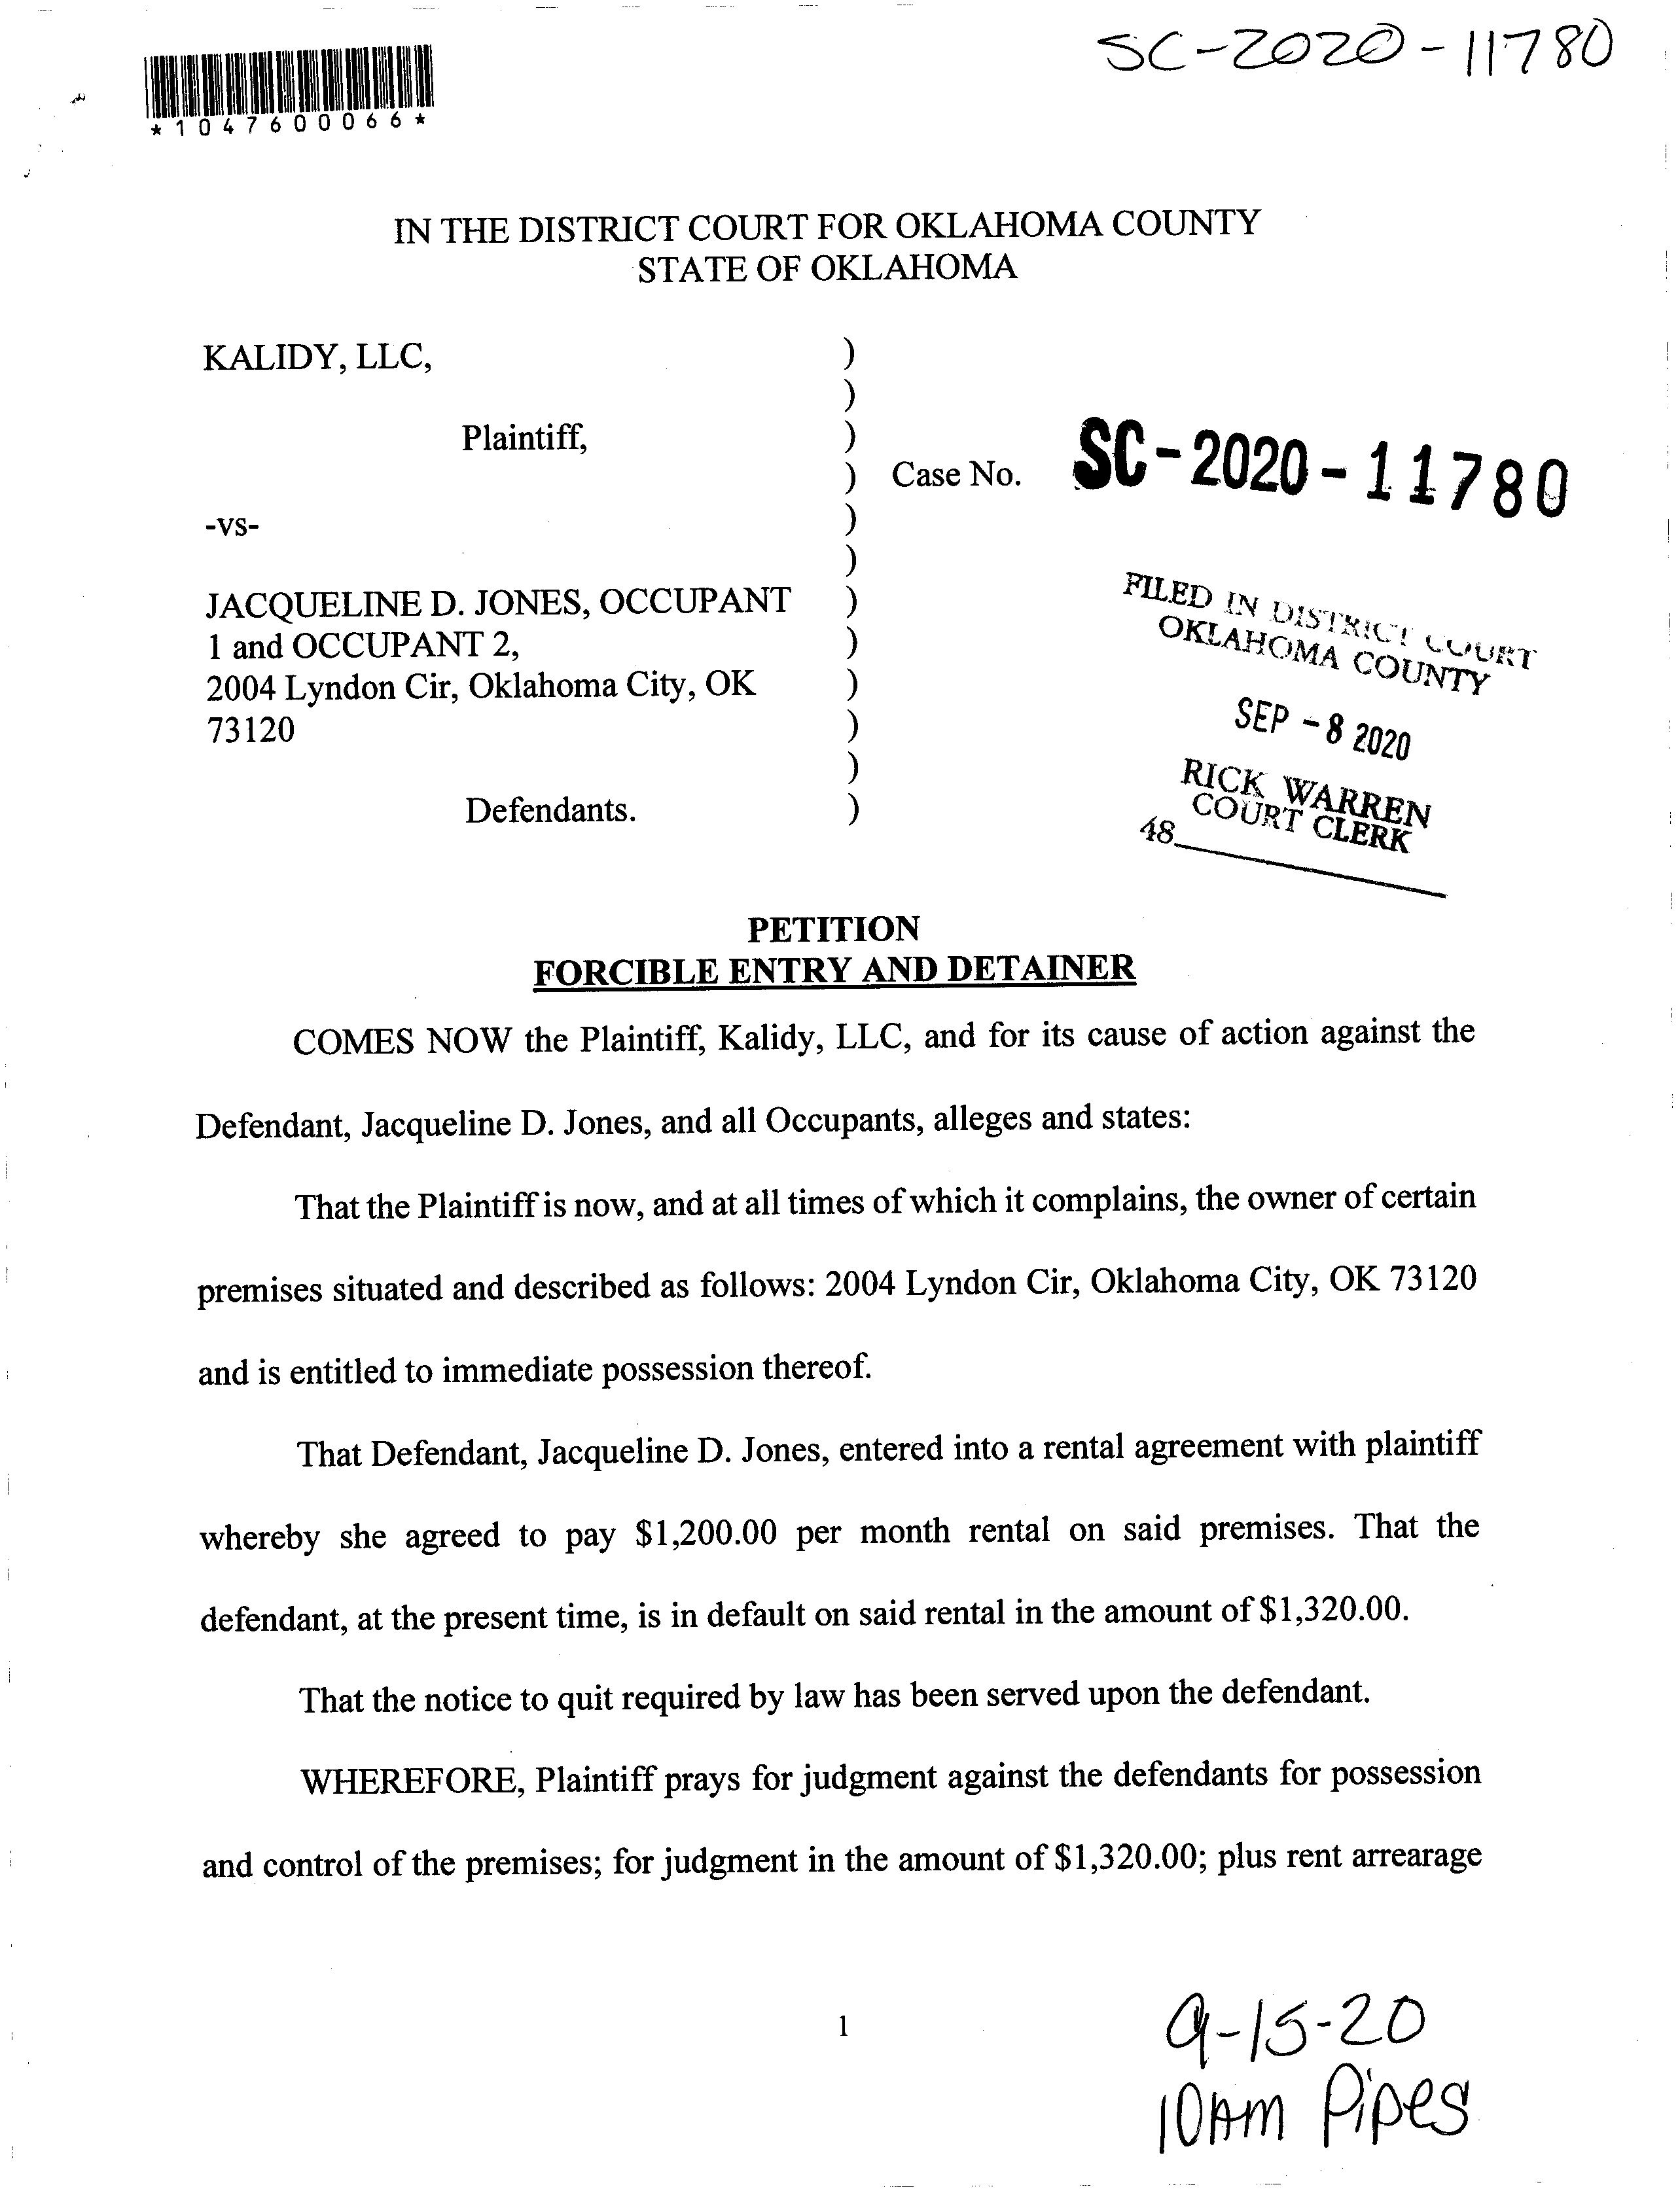 SC-2020-11780
*1047600066*
IN THE DISTRICT COURT FOR OKLAHOMA COUNTY
STATE OF OKLAHOMA
KALIDY, LLC, )
)
Plaintiff, )
) Case No. SC-2020-11780
-vs- )
)
JACQUELINE D. JONES, OCCUPANT )
1 and OCCUPANT 2, )
2004 Lyndon Cir, Oklahoma City, OK )
73120 )
)
Defendants. )
FILED IN DISTRICT COURT
OKLAHOMA COUNTY
SEP -8 2020
RICK WARREN
COURT CLERK
48
PETITION
FORCIBLE ENTRY AND DETAINER
COMES NOW the Plaintiff, Kalidy, LLC, and for its cause of action against the
Defendant, Jacqueline D. Jones, and all Occupants, alleges and states:
That the Plaintiff is now, and at all times of which it complains, the owner of certain
premises situated and described as follows: 2004 Lyndon Cir, Oklahoma City, OK 73120
and is entitled to immediate possession thereof.
That Defendant, Jacqueline D. Jones, entered into a rental agreement with plaintiff
whereby she agreed to pay $1,200.00 per month rental on said premises. That the
defendant, at the present time, is in default on said rental in the amount of $1,320.00.
That the notice to quit required by law has been served upon the defendant.
WHEREFORE, Plaintiff prays for judgment against the defendants for possession
and control of the premises; for judgment in the amount of $1,320.00; plus rent arrearage
1
9-15-20
10AM Pipes